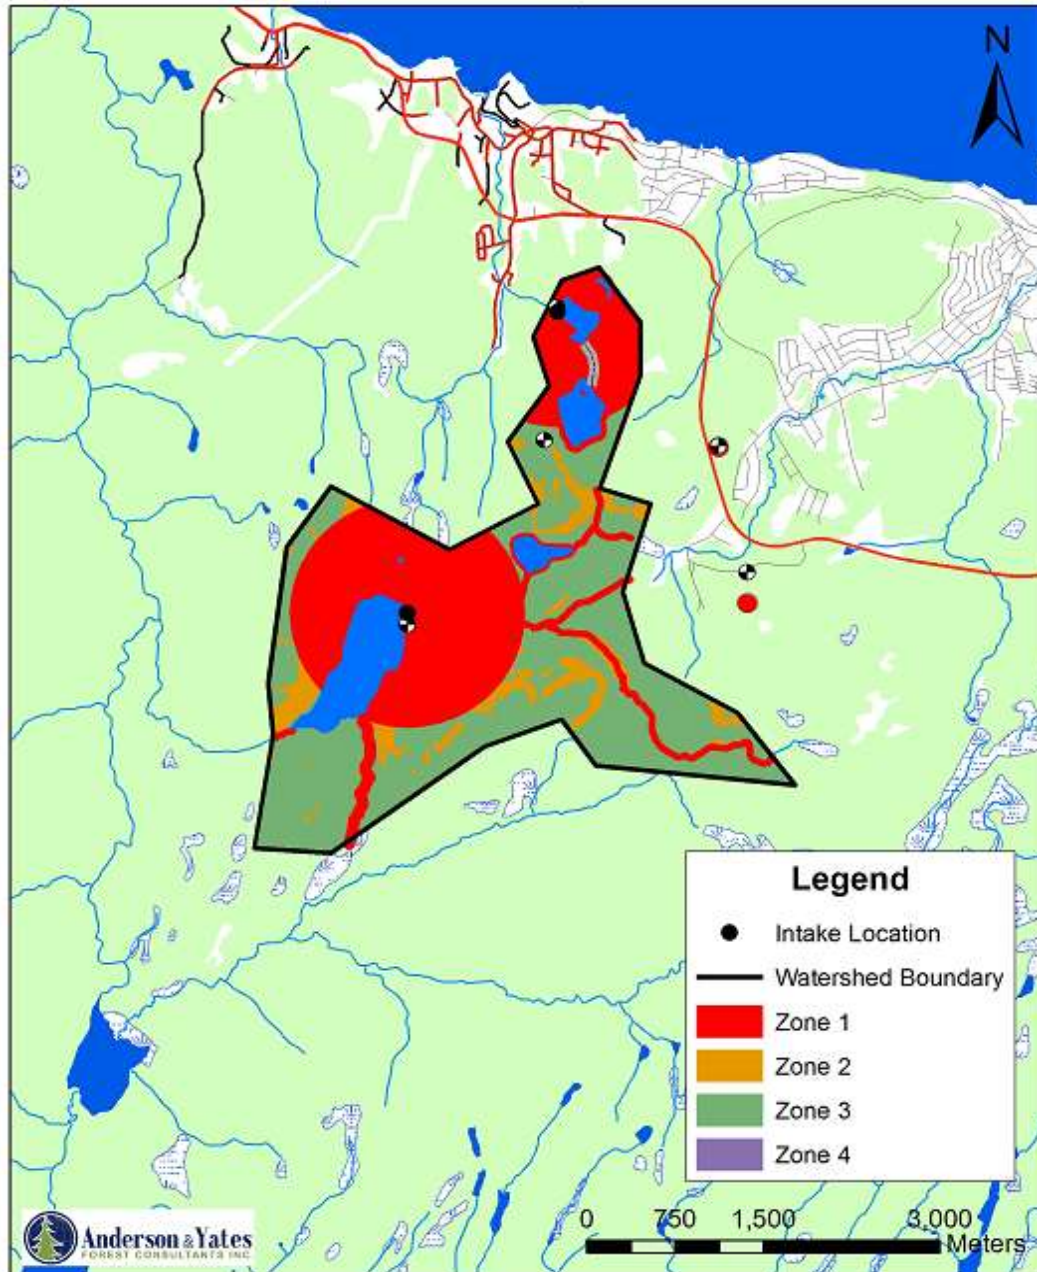 N
Legend
Intake Location
Watershed Boundary
Zone 1
Zone 2
Zone 3
Zone 4
Anderson & Yates
FOREST CONSULTANTS INC.
0 750 1,500 3,000
Meters